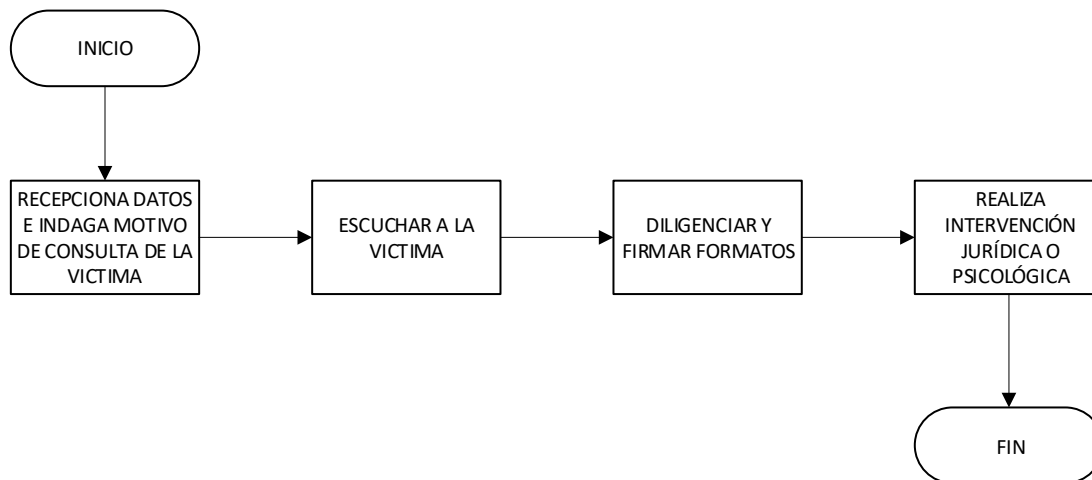 INICIO
RECEPCIONA DATOS
E INDAGA MOTIVO
DE CONSULTA DE LA
VICTIMA
ESCUCHAR A LA
VICTIMA
DILIGENCIAR Y
FIRMAR FORMATOS
REALIZA
INTERVENCIÓN
JURÍDICA O
PSICOLÓGICA
FIN